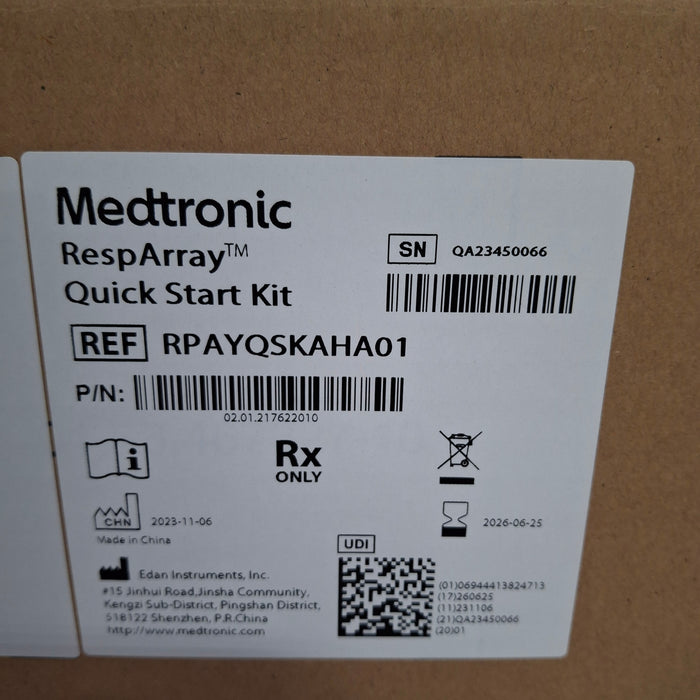 Medtronic
RespArray™
Quick Start Kit
SN QA23450066
REF RPAYQSKAHA01
P/N:
02.01.217622010
i
Rx
ONLY
CHN 2023-11-06
Made in China
2026-06-25
UDI
Edan Instruments, Inc.
#15 Jinhui Road,Jinsha Community,
Kengzi Sub-District, Pingshan District,
518122 Shenzhen, P.R.China
http://www.medtronic.com
(01)06944413824713
(17)260625
(11)231106
(21)QA23450066
(20)01